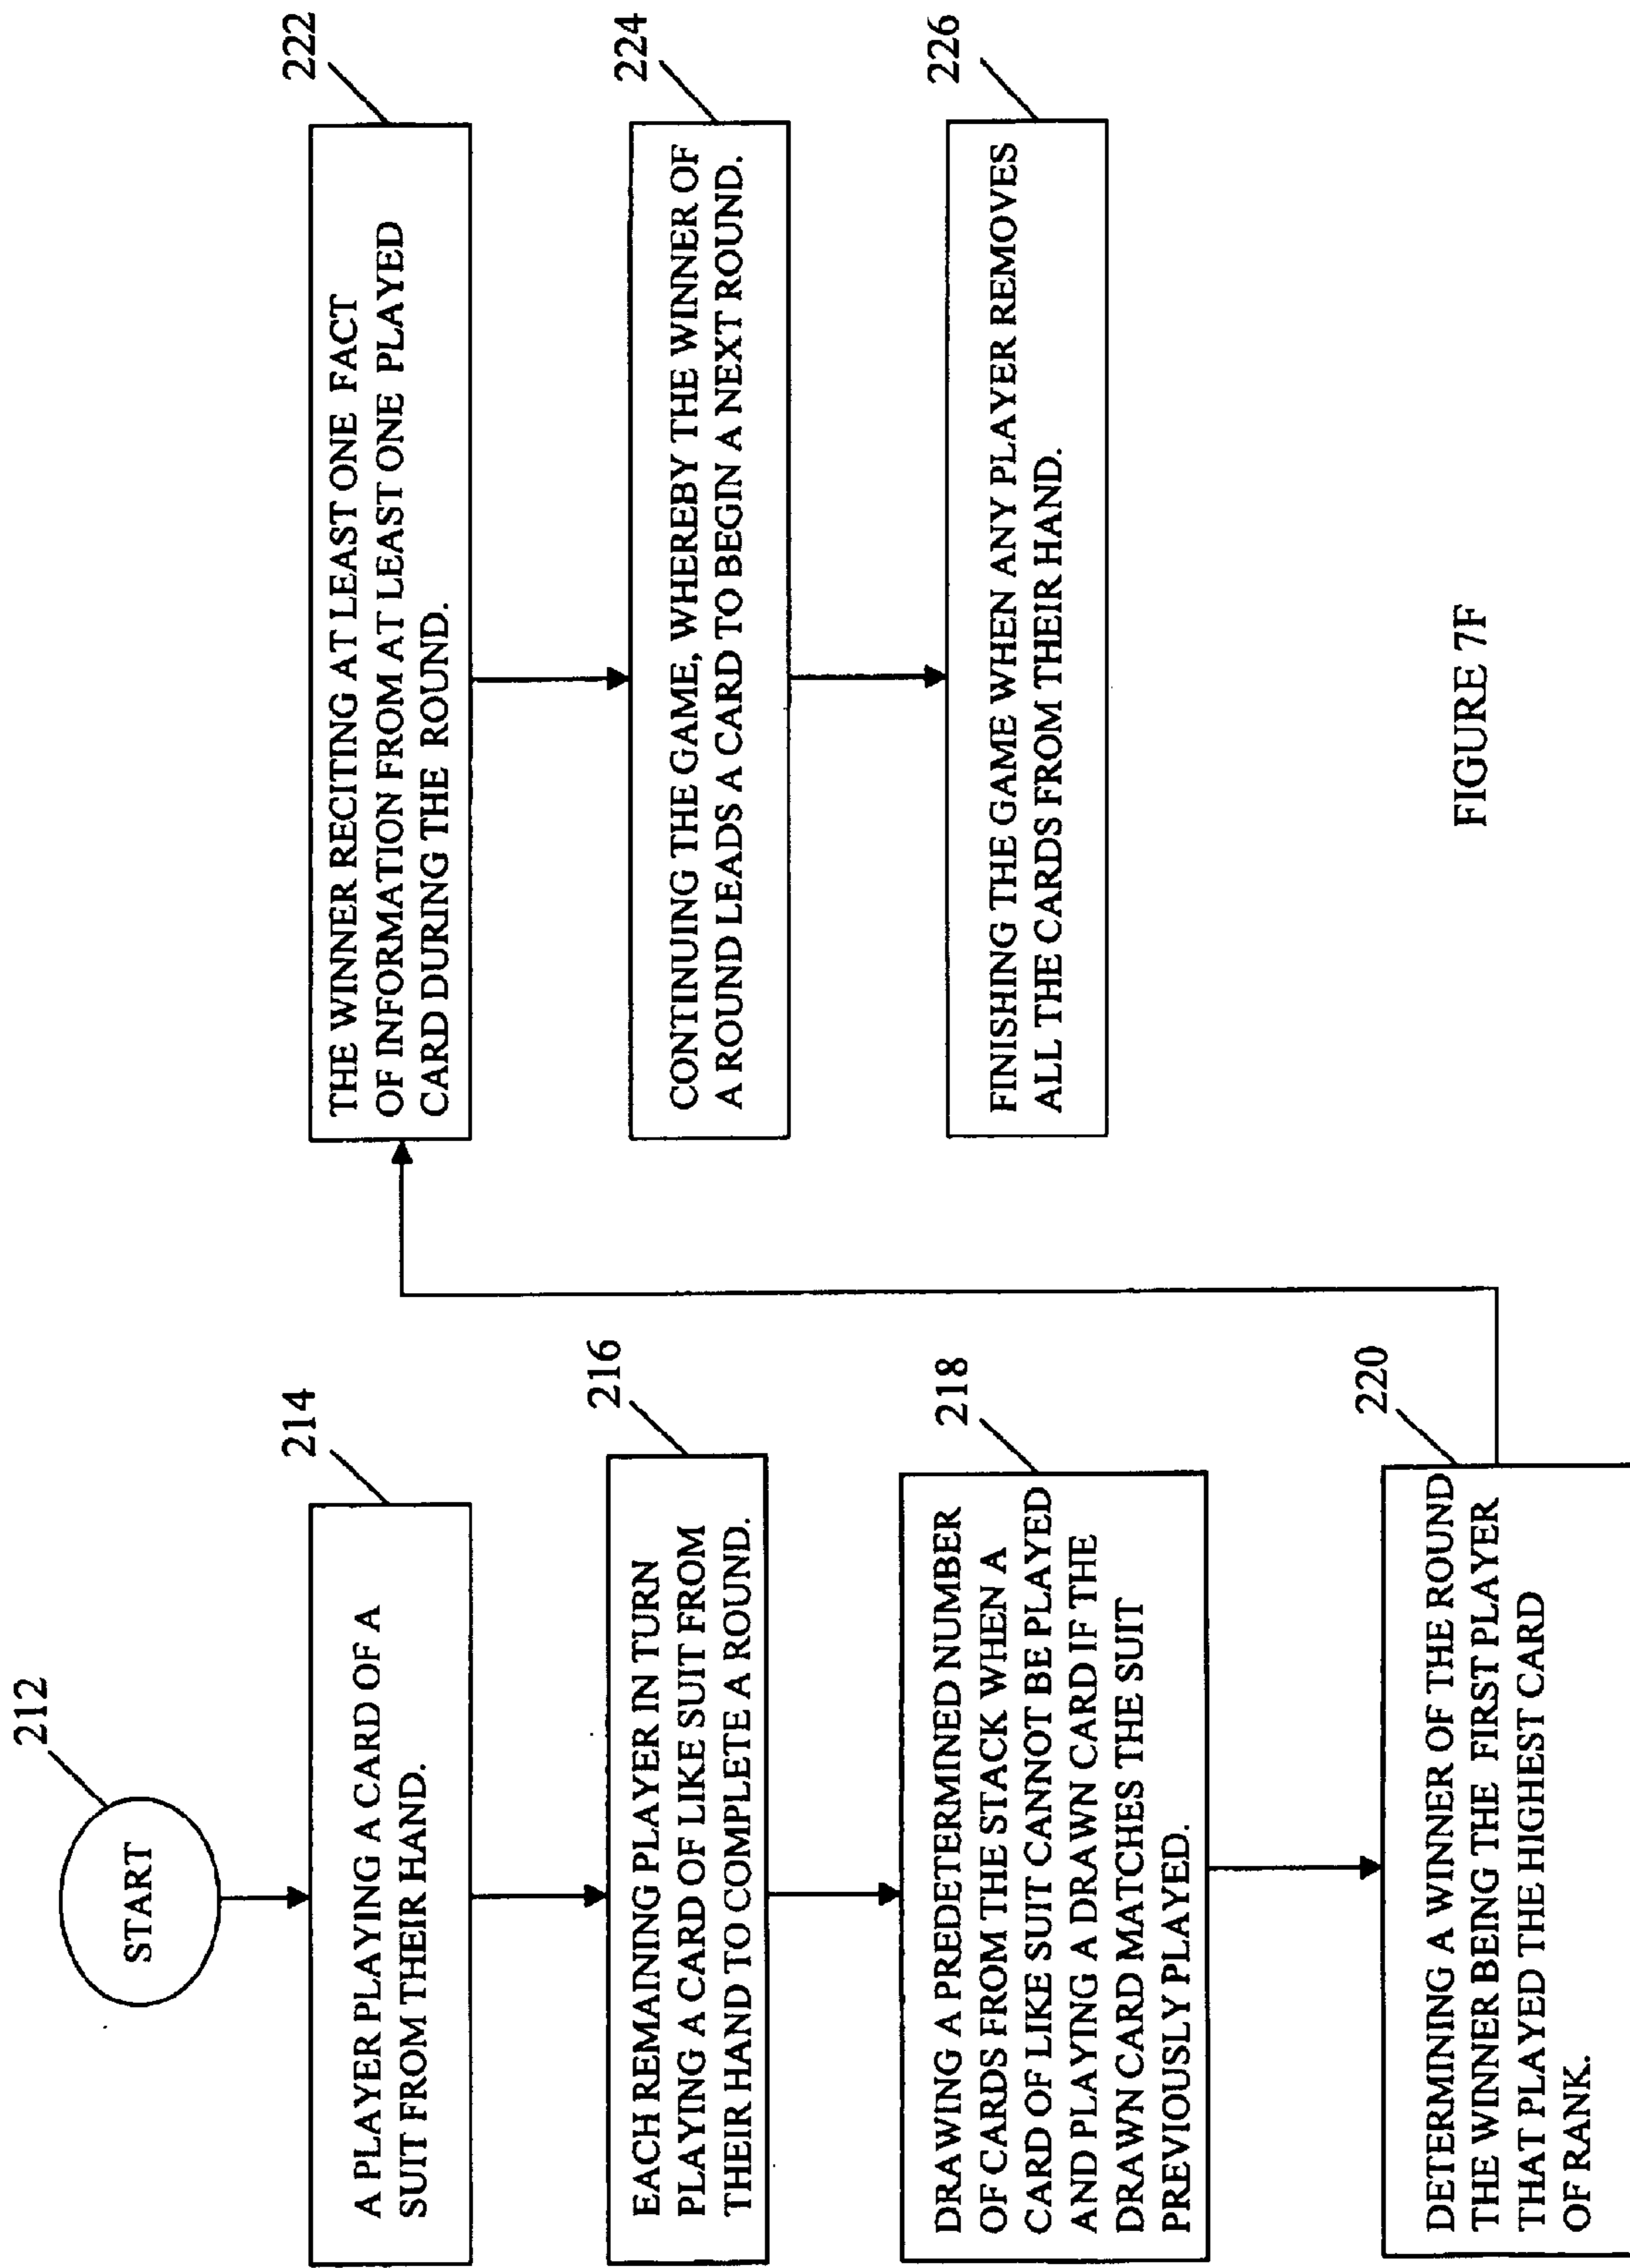 212
START
214
A PLAYER PLAYING A CARD OF A
SUIT FROM THEIR HAND.
216
EACH REMAINING PLAYER IN TURN
PLAYING A CARD OF LIKE SUIT FROM
THEIR HAND TO COMPLETE A ROUND.
218
DRAWING A PREDETERMINED NUMBER
OF CARDS FROM THE STACK WHEN A
CARD OF LIKE SUIT CANNOT BE PLAYED
AND PLAYING A DRAWN CARD IF THE
DRAWN CARD MATCHES THE SUIT
PREVIOUSLY PLAYED.
220
DETERMINING A WINNER OF THE ROUND
THE WINNER BEING THE FIRST PLAYER
THAT PLAYED THE HIGHEST CARD
OF RANK.
222
THE WINNER RECITING AT LEAST ONE FACT
OF INFORMATION FROM AT LEAST ONE PLAYED
CARD DURING THE ROUND.
224
CONTINUING THE GAME, WHEREBY THE WINNER OF
A ROUND LEADS A CARD TO BEGIN A NEXT ROUND.
226
FINISHING THE GAME WHEN ANY PLAYER REMOVES
ALL THE CARDS FROM THEIR HAND.
FIGURE 7F